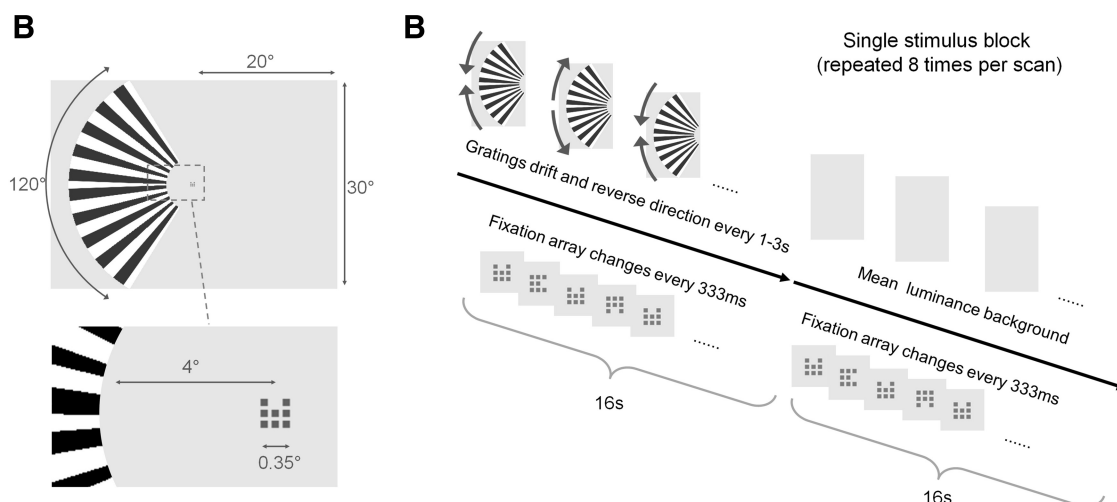 B
20°
120°
30°
4°
0.35°
B
Single stimulus block
(repeated 8 times per scan)
Gratings drift and reverse direction every 1-3s
......
Fixation array changes every 333ms
......
16s
Mean luminance background
......
Fixation array changes every 333ms
......
16s